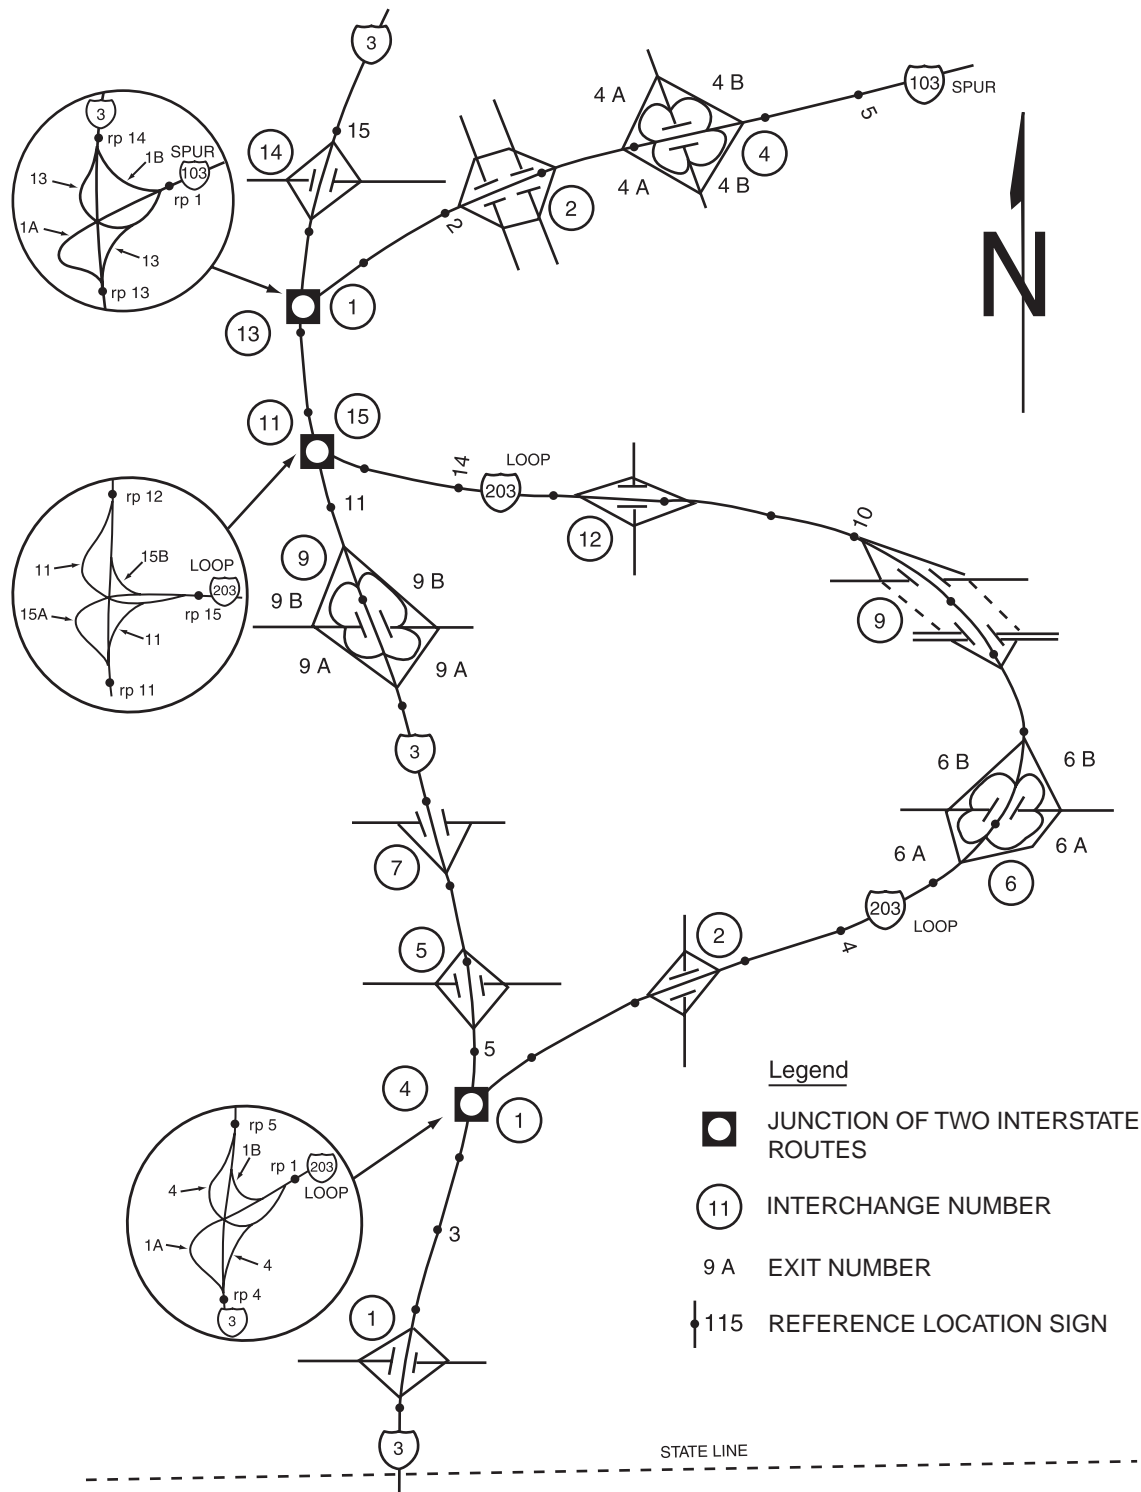 3
103
SPUR
5
4 A
4 B
4
4 A
4 B
15
14
2
2
3
rp 14
1B
SPUR
103
rp 1
13
1A
13
rp 13
1
13
N
11
15
14
LOOP
203
12
10
9
11
9
9 B
9 B
9 A
9 A
rp 12
11
15B
LOOP
203
rp 15
15A
11
rp 11
3
7
6 B
6 B
6 A
6 A
6
203
LOOP
4
2
5
5
4
1
rp 5
1B
rp 1
203
LOOP
4
1A
4
rp 4
3
3
1
3
STATE LINE
Legend
JUNCTION OF TWO INTERSTATE
ROUTES
11 INTERCHANGE NUMBER
9 A EXIT NUMBER
115 REFERENCE LOCATION SIGN